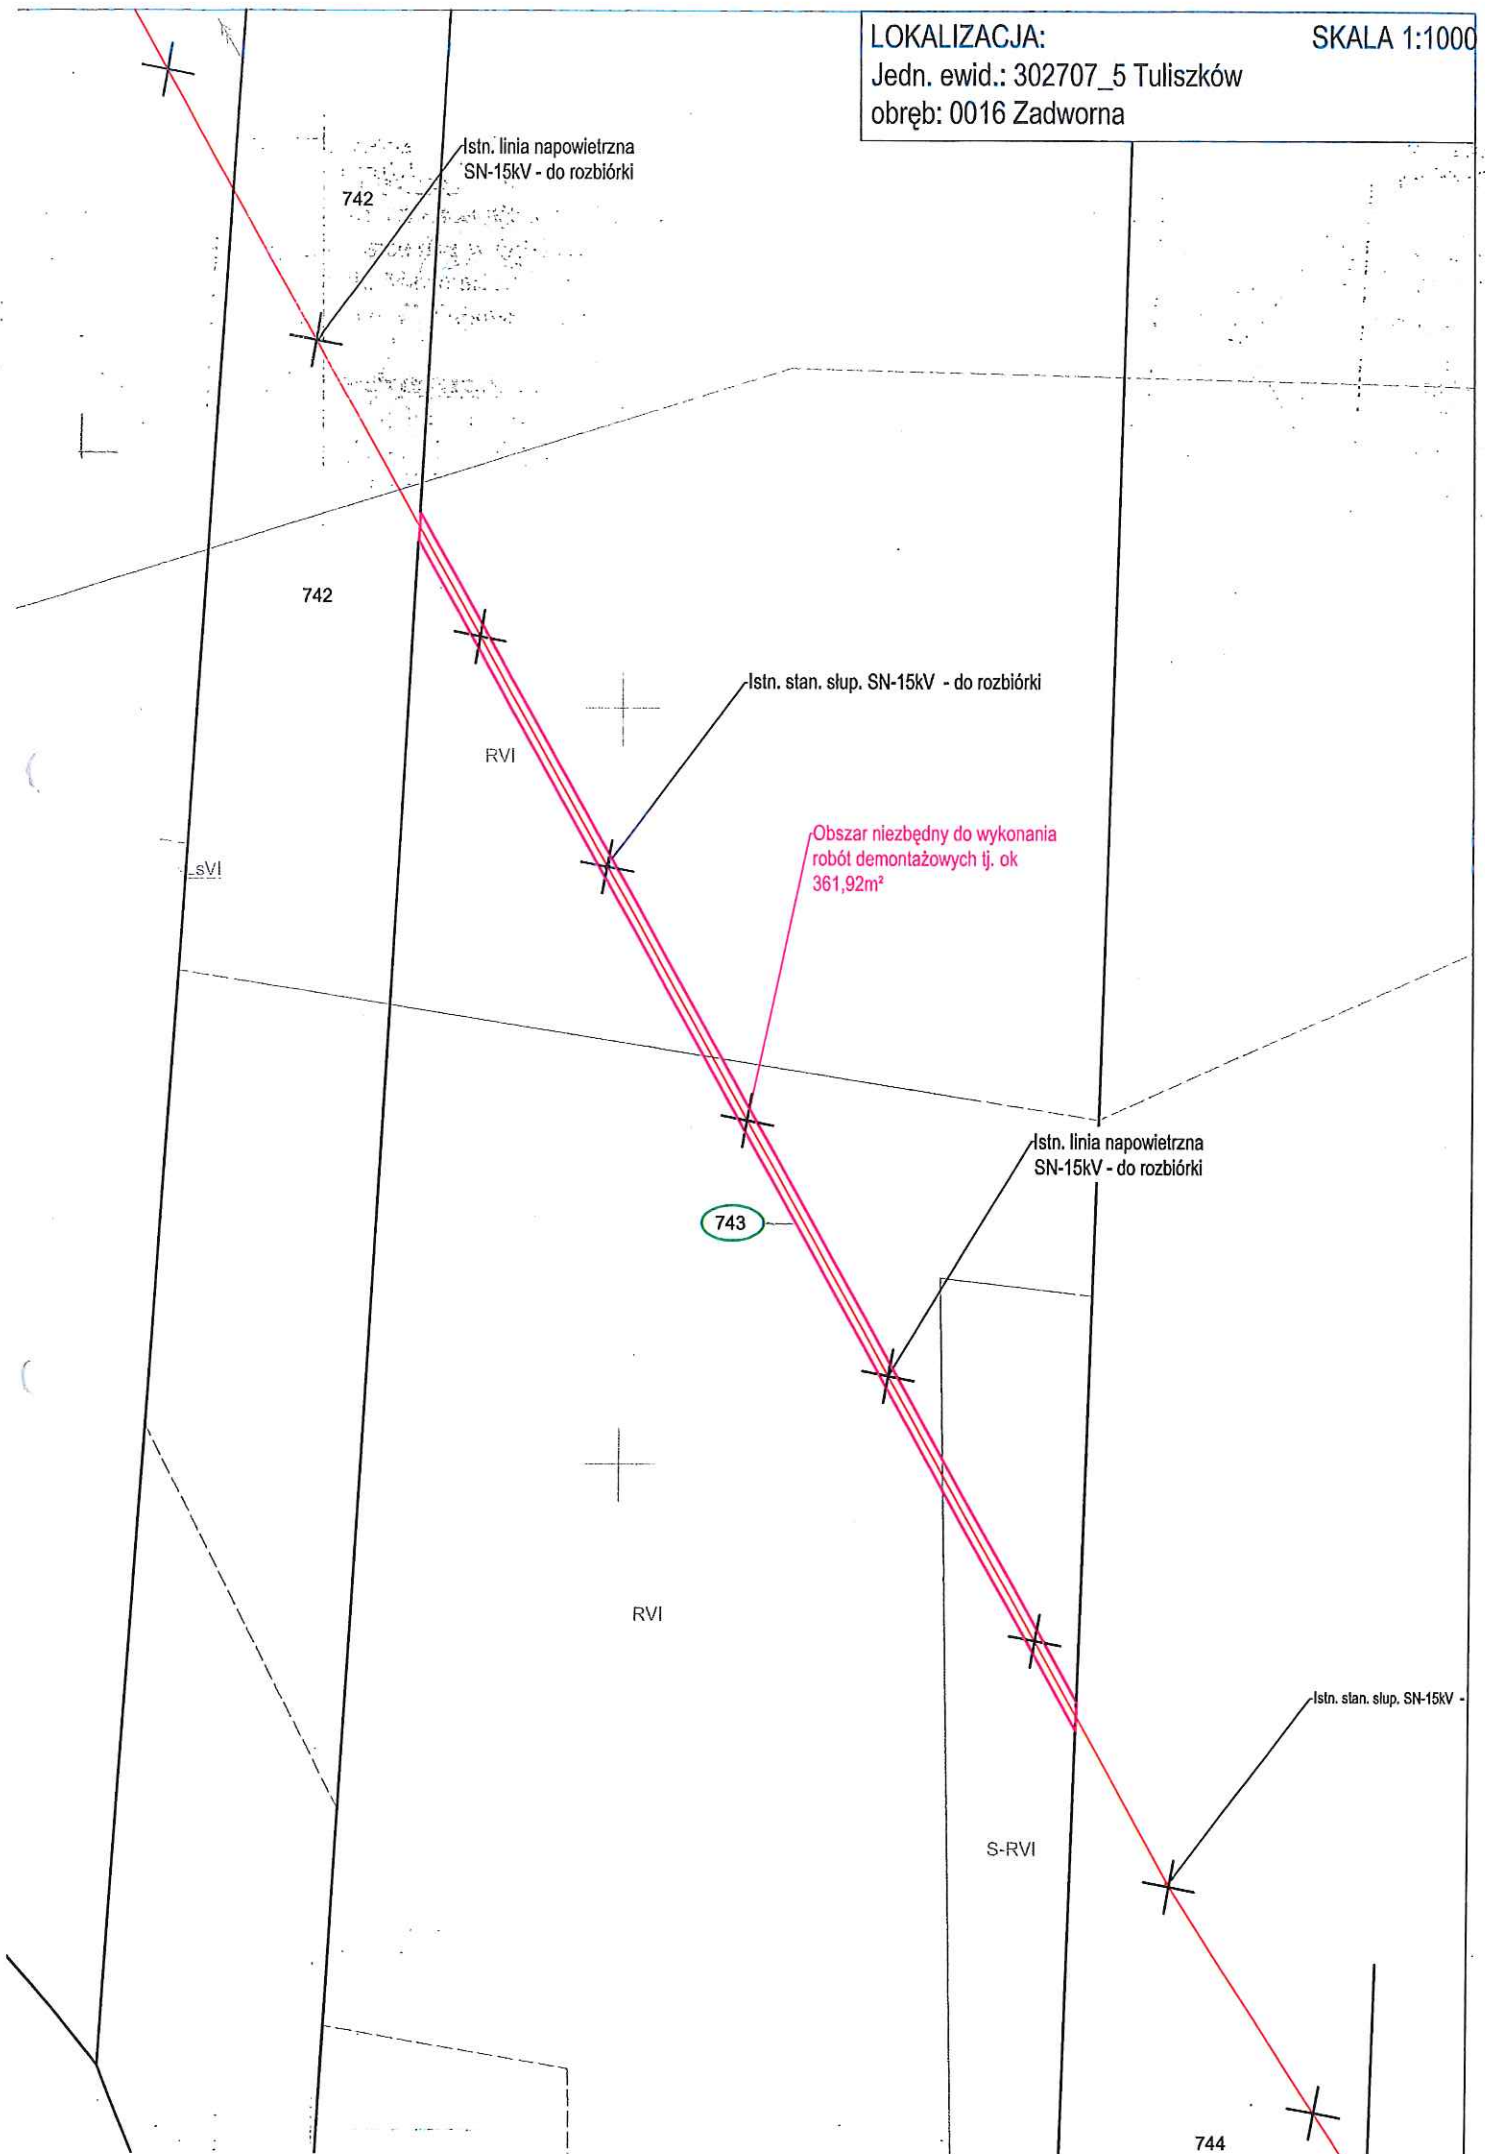 LOKALIZACJA: SKALA 1:1000
Jedn. ewid.: 302707_5 Tuliszków
obręb: 0016 Zadworna
Istn. linia napowietrzna
SN-15kV - do rozbiórki
742
742
Istn. stan. słup. SN-15kV - do rozbiórki
RVI
Obszar niezbędny do wykonania
robót demontażowych tj. ok
361,92m²
LsVI
Istn. linia napowietrzna
SN-15kV - do rozbiórki
743
RVI
Istn. stan. słup. SN-15kV -
S-RVI
744